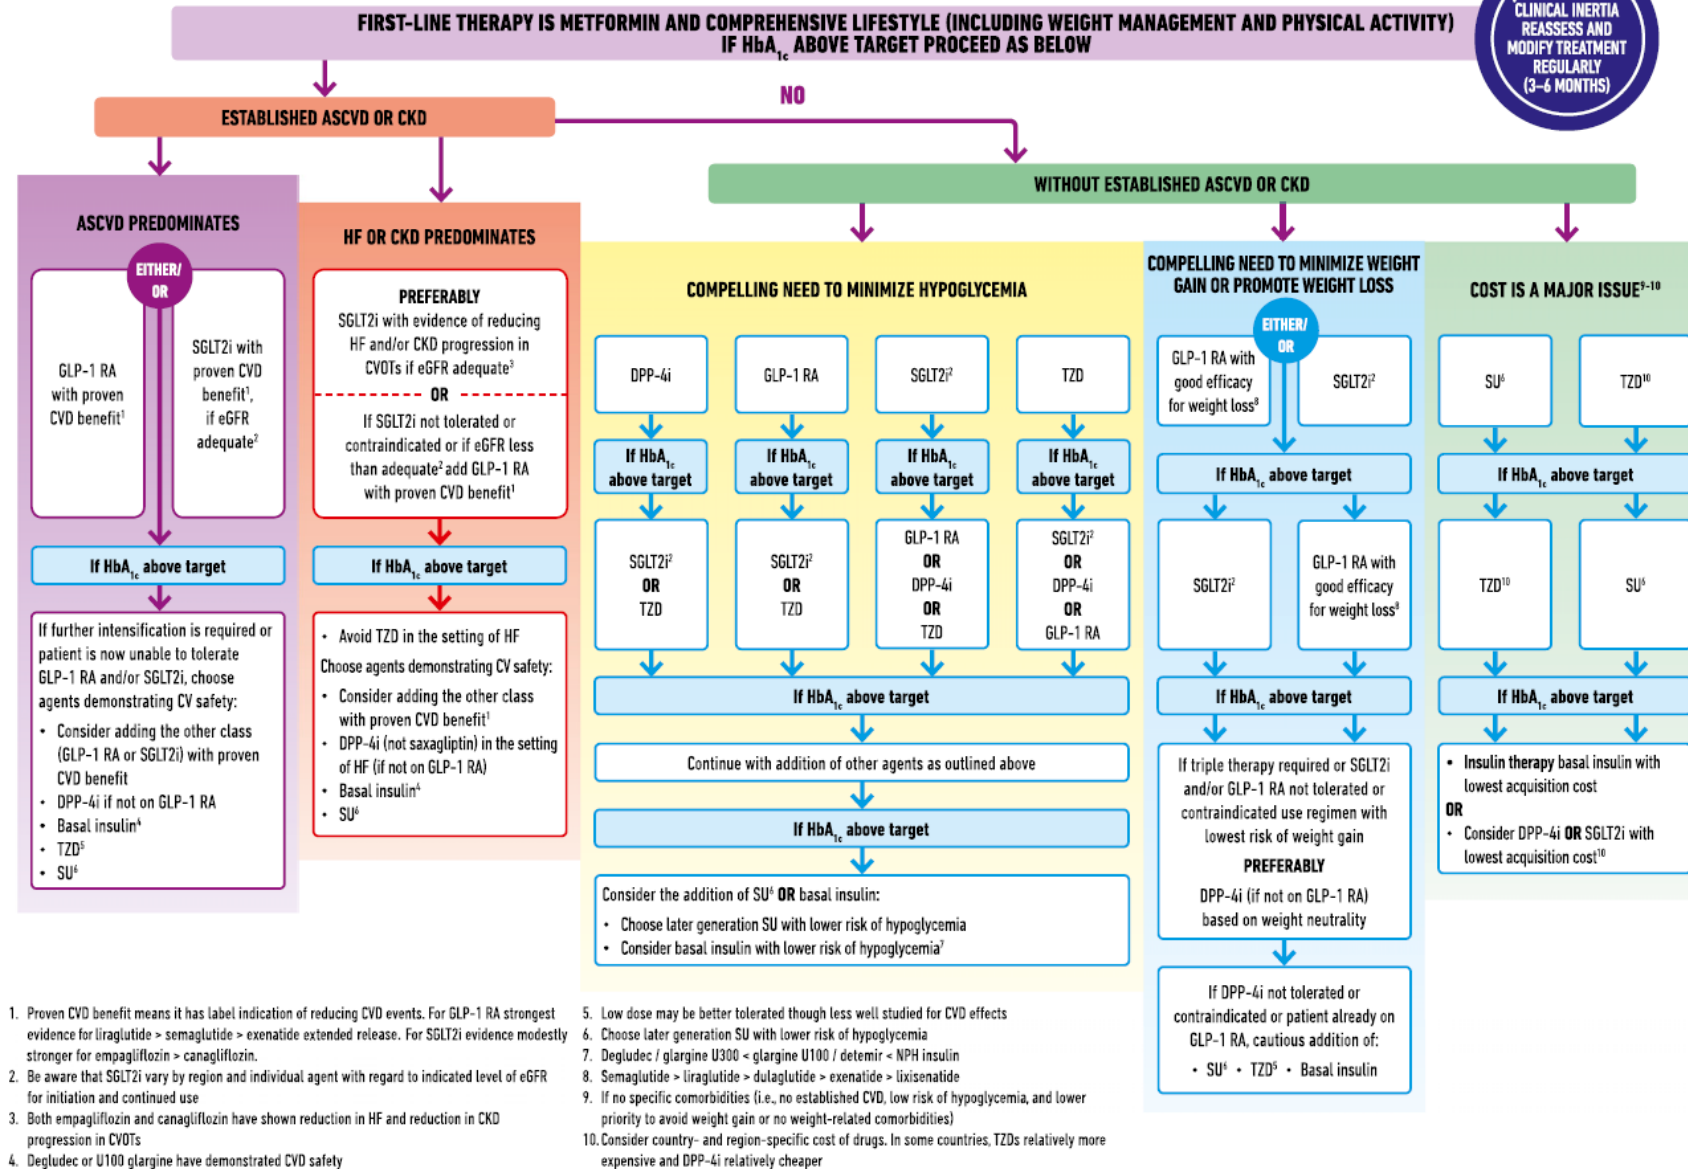 FIRST-LINE THERAPY IS METFORMIN AND COMPREHENSIVE LIFESTYLE (INCLUDING WEIGHT MANAGEMENT AND PHYSICAL ACTIVITY)
IF HbA1c ABOVE TARGET PROCEED AS BELOW
CLINICAL INERTIA
REASSESS AND
MODIFY TREATMENT
REGULARLY
(3–6 MONTHS)
NO
ESTABLISHED ASCVD OR CKD
WITHOUT ESTABLISHED ASCVD OR CKD
ASCVD PREDOMINATES
EITHER/
OR
GLP-1 RA
with proven
CVD benefit1
SGLT2i with
proven CVD
benefit1,
if eGFR
adequate2
If HbA1c above target
If further intensification is required or
patient is now unable to tolerate
GLP-1 RA and/or SGLT2i, choose
agents demonstrating CV safety:
• Consider adding the other class
(GLP-1 RA or SGLT2i) with proven
CVD benefit
• DPP-4i if not on GLP-1 RA
• Basal insulin4
• TZD5
• SU6
HF OR CKD PREDOMINATES
PREFERABLY
SGLT2i with evidence of reducing
HF and/or CKD progression in
CVOTs if eGFR adequate3
OR
If SGLT2i not tolerated or
contraindicated or if eGFR less
than adequate2 add GLP-1 RA
with proven CVD benefit1
If HbA1c above target
• Avoid TZD in the setting of HF
Choose agents demonstrating CV safety:
• Consider adding the other class
with proven CVD benefit1
• DPP-4i (not saxagliptin) in the setting
of HF (if not on GLP-1 RA)
• Basal insulin4
• SU6
COMPELLING NEED TO MINIMIZE HYPOGLYCEMIA
DPP-4i
GLP-1 RA
SGLT2i2
TZD
If HbA1c
above target
If HbA1c
above target
If HbA1c
above target
If HbA1c
above target
SGLT2i2
OR
TZD
SGLT2i2
OR
TZD
GLP-1 RA
OR
DPP-4i
OR
TZD
SGLT2i2
OR
DPP-4i
OR
GLP-1 RA
If HbA1c above target
Continue with addition of other agents as outlined above
If HbA1c above target
Consider the addition of SU6 OR basal insulin:
• Choose later generation SU with lower risk of hypoglycemia
• Consider basal insulin with lower risk of hypoglycemia7
COMPELLING NEED TO MINIMIZE WEIGHT
GAIN OR PROMOTE WEIGHT LOSS
EITHER/
OR
GLP-1 RA with
good efficacy
for weight loss8
SGLT2i2
If HbA1c above target
SGLT2i2
GLP-1 RA with
good efficacy
for weight loss8
If HbA1c above target
If triple therapy required or SGLT2i
and/or GLP-1 RA not tolerated or
contraindicated use regimen with
lowest risk of weight gain
PREFERABLY
DPP-4i (if not on GLP-1 RA)
based on weight neutrality
If DPP-4i not tolerated or
contraindicated or patient already on
GLP-1 RA, cautious addition of:
• SU6 • TZD5 • Basal insulin
COST IS A MAJOR ISSUE9-10
SU6
TZD10
If HbA1c above target
TZD10
SU6
If HbA1c above target
• Insulin therapy basal insulin with
lowest acquisition cost
OR
• Consider DPP-4i OR SGLT2i with
lowest acquisition cost10
1. Proven CVD benefit means it has label indication of reducing CVD events. For GLP-1 RA strongest
evidence for liraglutide > semaglutide > exenatide extended release. For SGLT2i evidence modestly
stronger for empagliflozin > canagliflozin.
2. Be aware that SGLT2i vary by region and individual agent with regard to indicated level of eGFR
for initiation and continued use
3. Both empagliflozin and canagliflozin have shown reduction in HF and reduction in CKD
progression in CVOTs
4. Degludec or U100 glargine have demonstrated CVD safety
5. Low dose may be better tolerated though less well studied for CVD effects
6. Choose later generation SU with lower risk of hypoglycemia
7. Degludec / glargine U300 < glargine U100 / detemir < NPH insulin
8. Semaglutide > liraglutide > dulaglutide > exenatide > lixisenatide
9. If no specific comorbidities (i.e., no established CVD, low risk of hypoglycemia, and lower
priority to avoid weight gain or no weight-related comorbidities)
10. Consider country- and region-specific cost of drugs. In some countries, TZDs relatively more
expensive and DPP-4i relatively cheaper